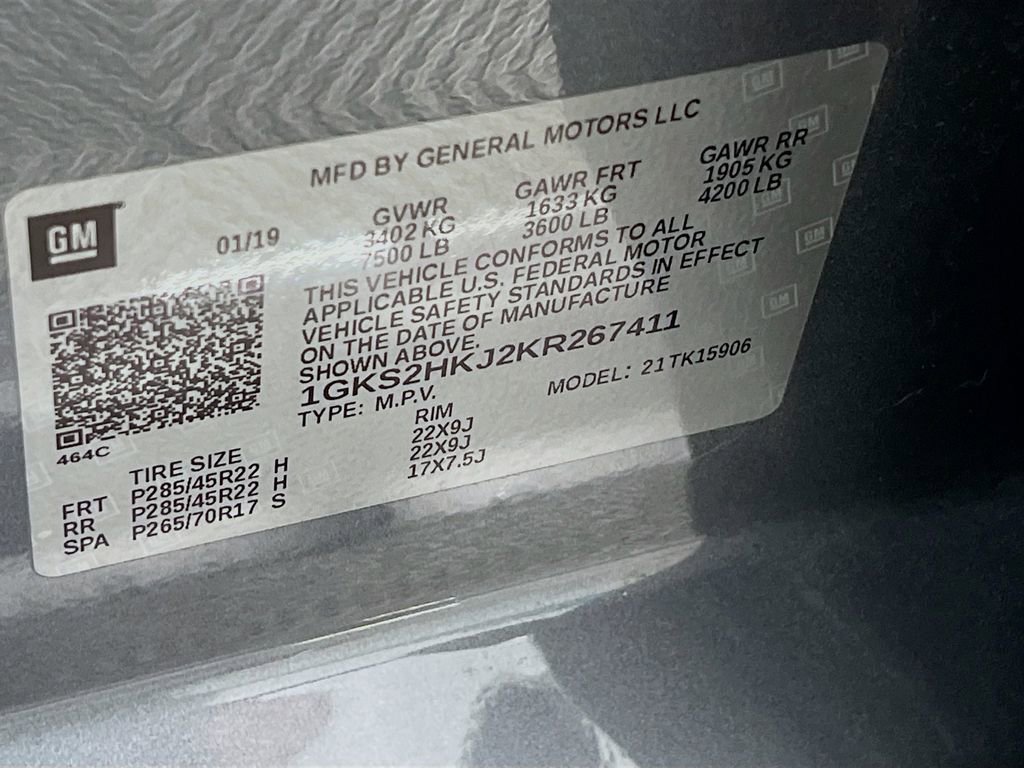 MFD BY GENERAL MOTORS LLC
GM
01/19
GVWR
3402 KG
7500 LB
GAWR FRT
1633 KG
3600 LB
GAWR RR
1905 KG
4200 LB
THIS VEHICLE CONFORMS TO ALL
APPLICABLE U.S. FEDERAL MOTOR
VEHICLE SAFETY STANDARDS IN EFFECT
ON THE DATE OF MANUFACTURE
SHOWN ABOVE.
1GKS2HKJ2KR267411
TYPE: M.P.V.
MODEL: 21TK15906
464C
TIRE SIZE RIM
FRT P285/45R22 H 22X9J
RR P285/45R22 H 22X9J
SPA P265/70R17 S 17X7.5J